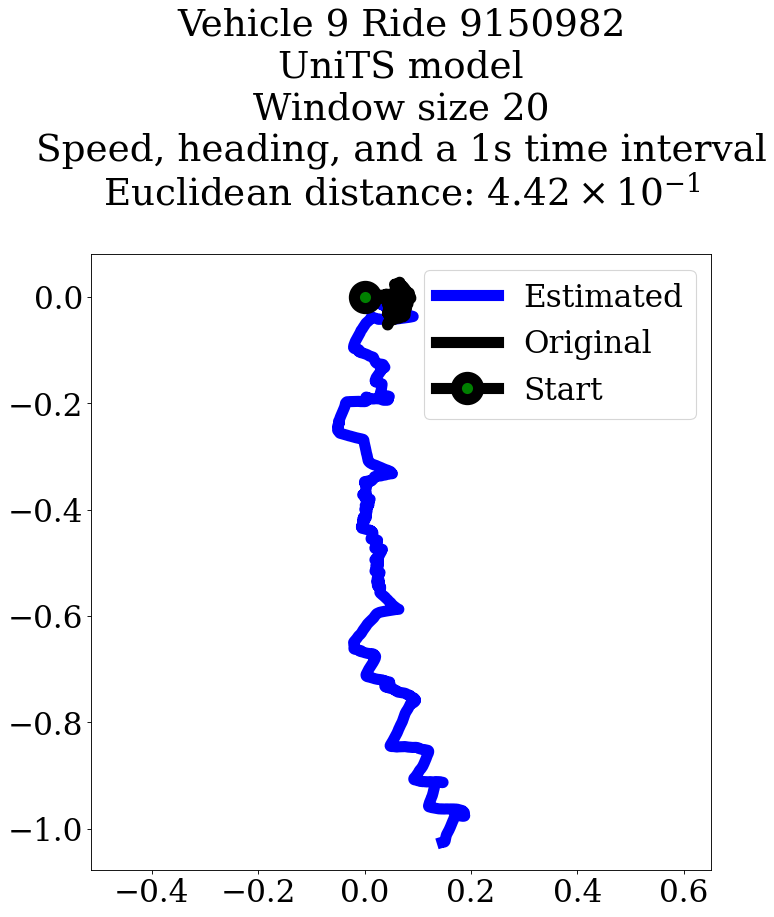 Vehicle 9 Ride 9150982
UniTS model
Window size 20
Speed, heading, and a 1s time interval
Euclidean distance: 4.42 × 10⁻¹
Estimated
Original
Start
0.0
−0.2
−0.4
−0.6
−0.8
−1.0
−0.4 −0.2 0.0 0.2 0.4 0.6